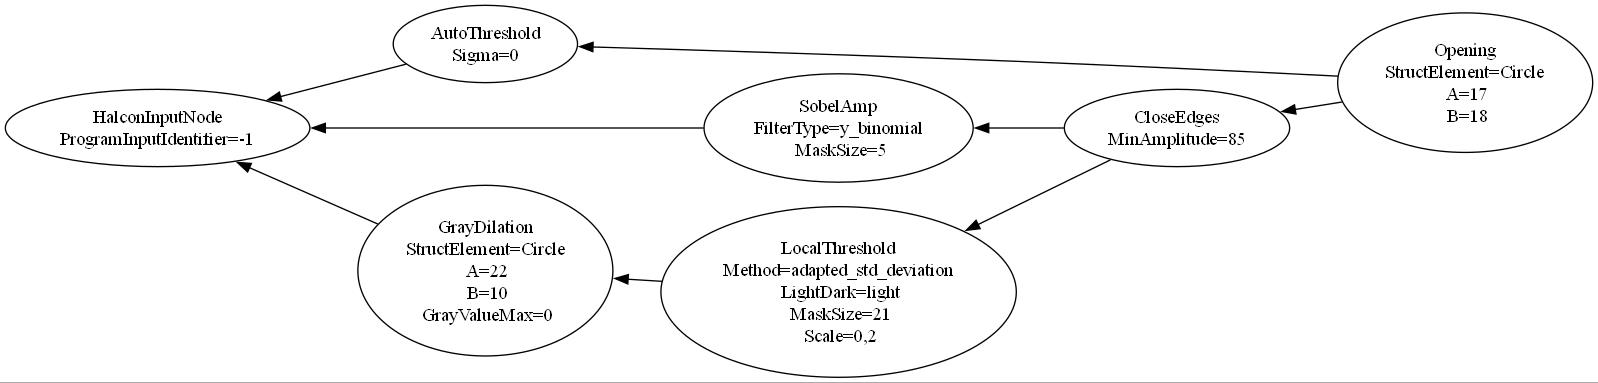 HalconInputNode
ProgramInputIdentifier=-1
AutoThreshold
Sigma=0
SobelAmp
FilterType=y_binomial
MaskSize=5
GrayDilation
StructElement=Circle
A=22
B=10
GrayValueMax=0
LocalThreshold
Method=adapted_std_deviation
LightDark=light
MaskSize=21
Scale=0,2
CloseEdges
MinAmplitude=85
Opening
StructElement=Circle
A=17
B=18